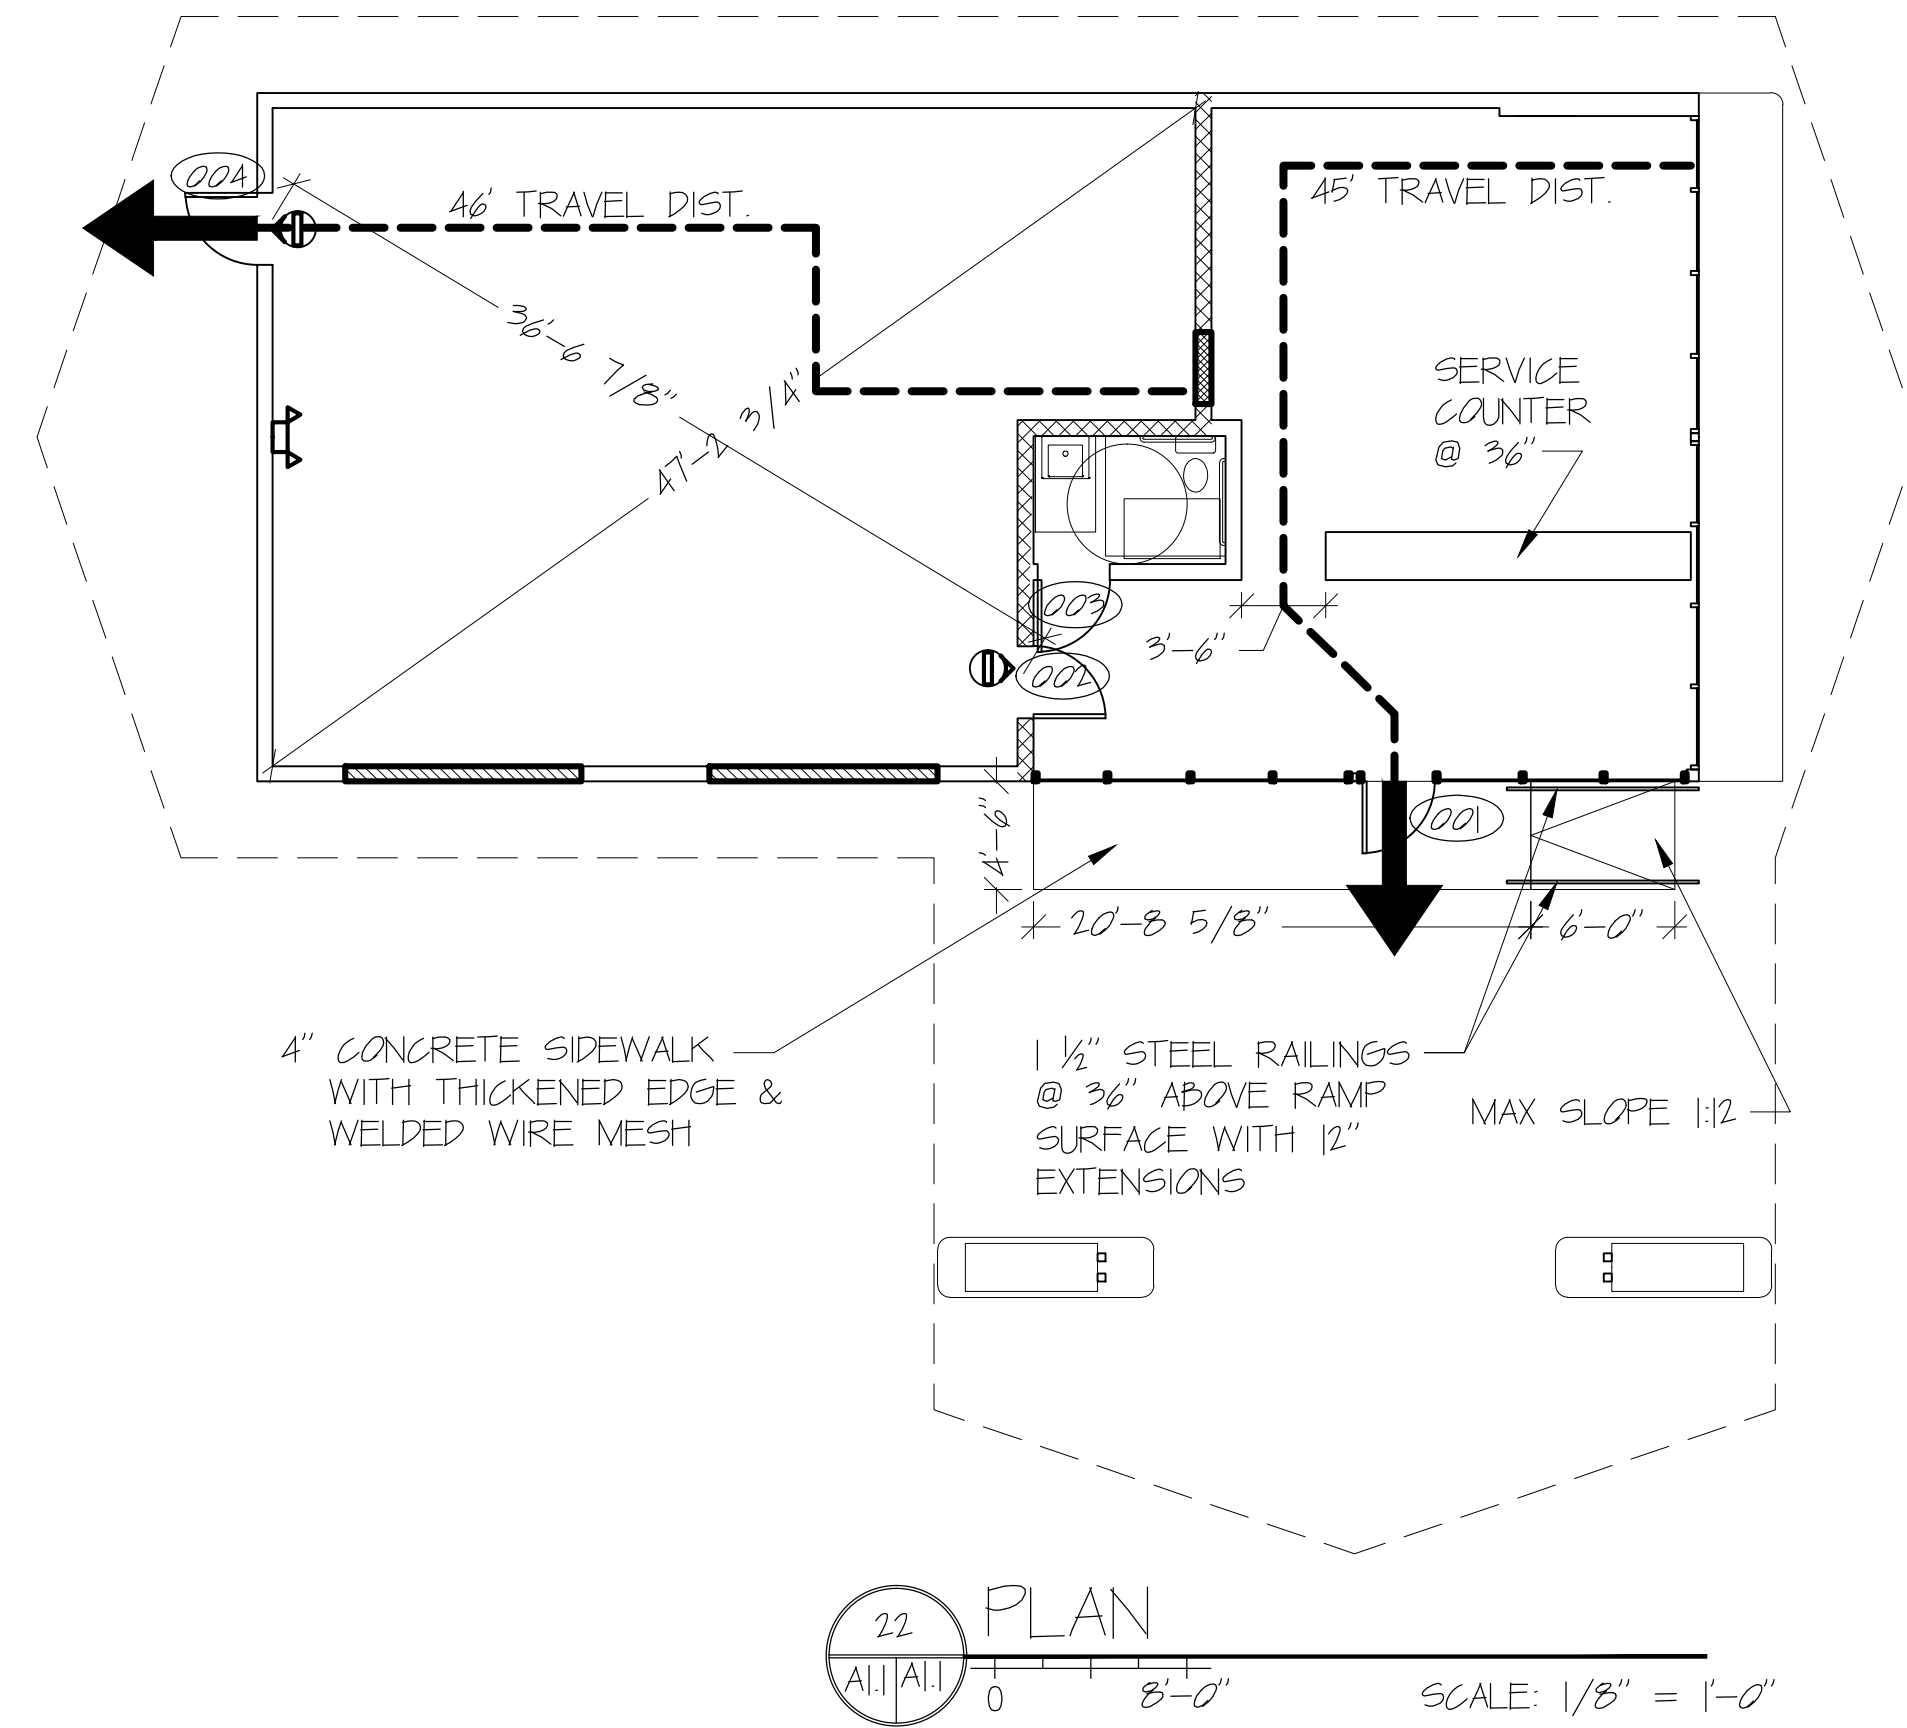 004
46' TRAVEL DIST.
45' TRAVEL DIST.
36'-6 7/8"
47'-2 3/4"
SERVICE
COUNTER
@ 36"
003
3'-6"
002
4'-6"
001
20'-8 5/8"
6'-0"
4" CONCRETE SIDEWALK
WITH THICKENED EDGE &
WELDED WIRE MESH
1 ½" STEEL RAILINGS
@ 36" ABOVE RAMP
SURFACE WITH 12"
EXTENSIONS
MAX SLOPE 1:12
22
A1.1 A1.1
PLAN
0 8'-0"
SCALE: 1/8" = 1'-0"